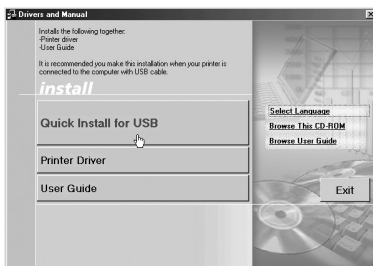 Drivers and Manual
Installs the following together:
-Printer driver
-User Guide
It is recommended you make this installation when your printer is
connected to the computer with USB cable.
install
Quick Install for USB
Printer Driver
User Guide
Select Language
Browse This CD-ROM
Browse User Guide
Exit